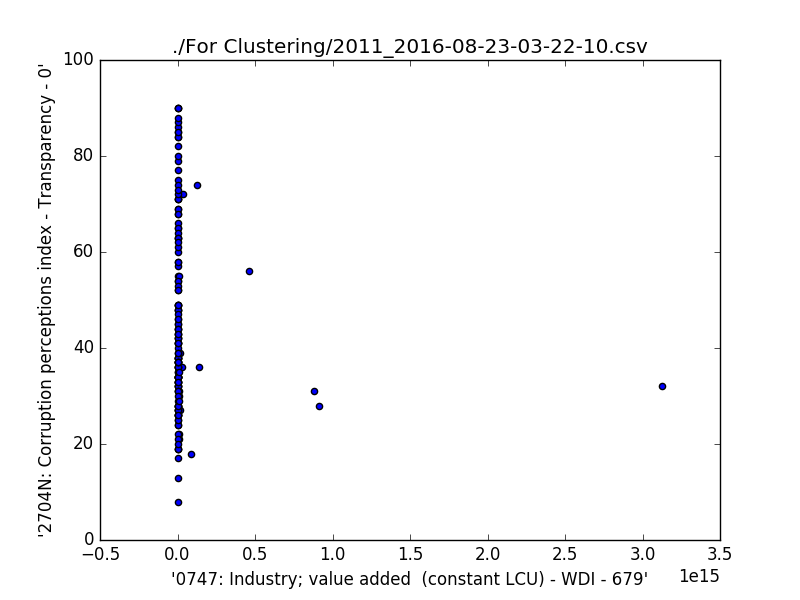 ./For Clustering/2011_2016-08-23-03-22-10.csv
100
80
60
40
20
0
'2704N: Corruption perceptions index - Transparency - 0'
−0.5 0.0 0.5 1.0 1.5 2.0 2.5 3.0 3.5
1e15
'0747: Industry; value added  (constant LCU) - WDI - 679'